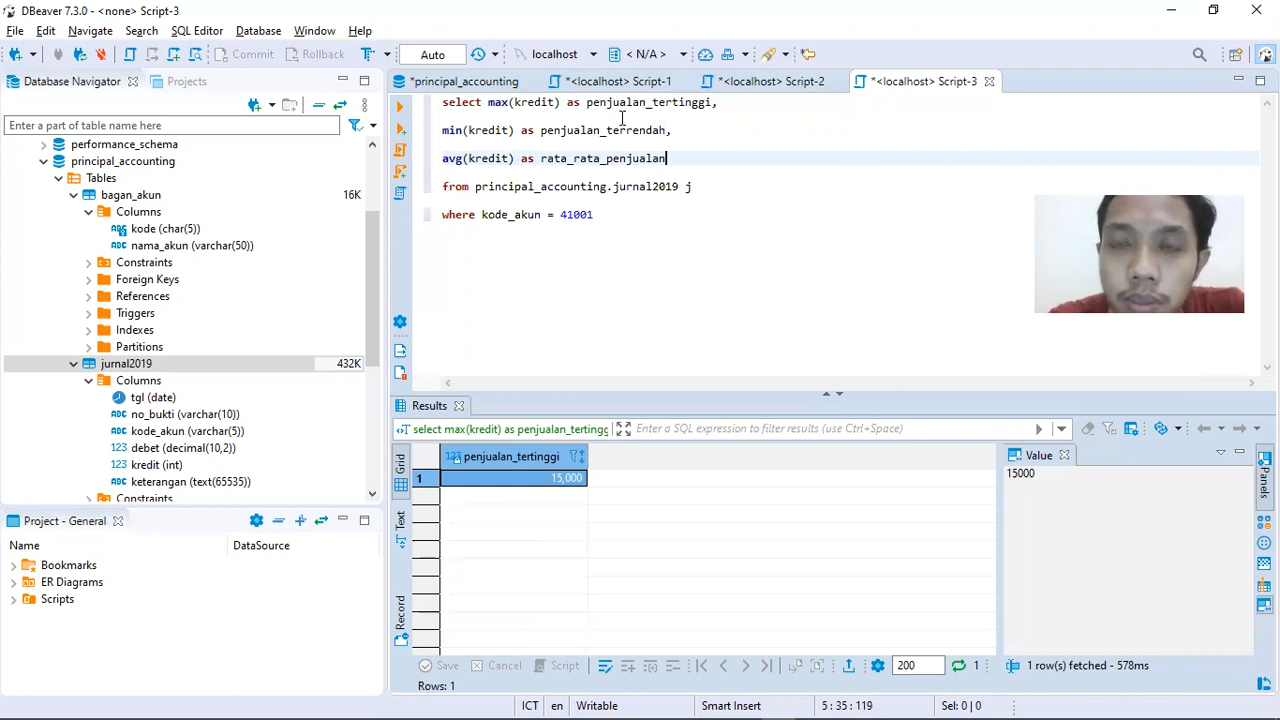 DBeaver 7.3.0 - <none> Script-3
File Edit Navigate Search SQL Editor Database Window Help
Commit Rollback Auto localhost < N/A >
Database Navigator Projects
*principal_accounting *<localhost> Script-1 *<localhost> Script-2 *<localhost> Script-3
Enter a part of table name here
performance_schema
principal_accounting
Tables
bagan_akun 16K
Columns
kode (char(5))
nama_akun (varchar(50))
Constraints
Foreign Keys
References
Triggers
Indexes
Partitions
jurnal2019 432K
Columns
tgl (date)
no_bukti (varchar(10))
kode_akun (varchar(5))
debet (decimal(10,2))
kredit (int)
keterangan (text(65535))
Constraints
select max(kredit) as penjualan_tertinggi,
min(kredit) as penjualan_terrendah,
avg(kredit) as rata_rata_penjualan
from principal_accounting.jurnal2019 j
where kode_akun = 41001
Project - General
Name DataSource
Bookmarks
ER Diagrams
Scripts
Results
select max(kredit) as penjualan_terting
Enter a SQL expression to filter results (use Ctrl+Space)
Grid
Text
Record
penjualan_tertinggi
1 15,000
Value
15000
Panels
Save Cancel Script 200 1 1 row(s) fetched - 578ms
Rows: 1
ICT en Writable Smart Insert 5 : 35 : 119 Sel: 0 | 0